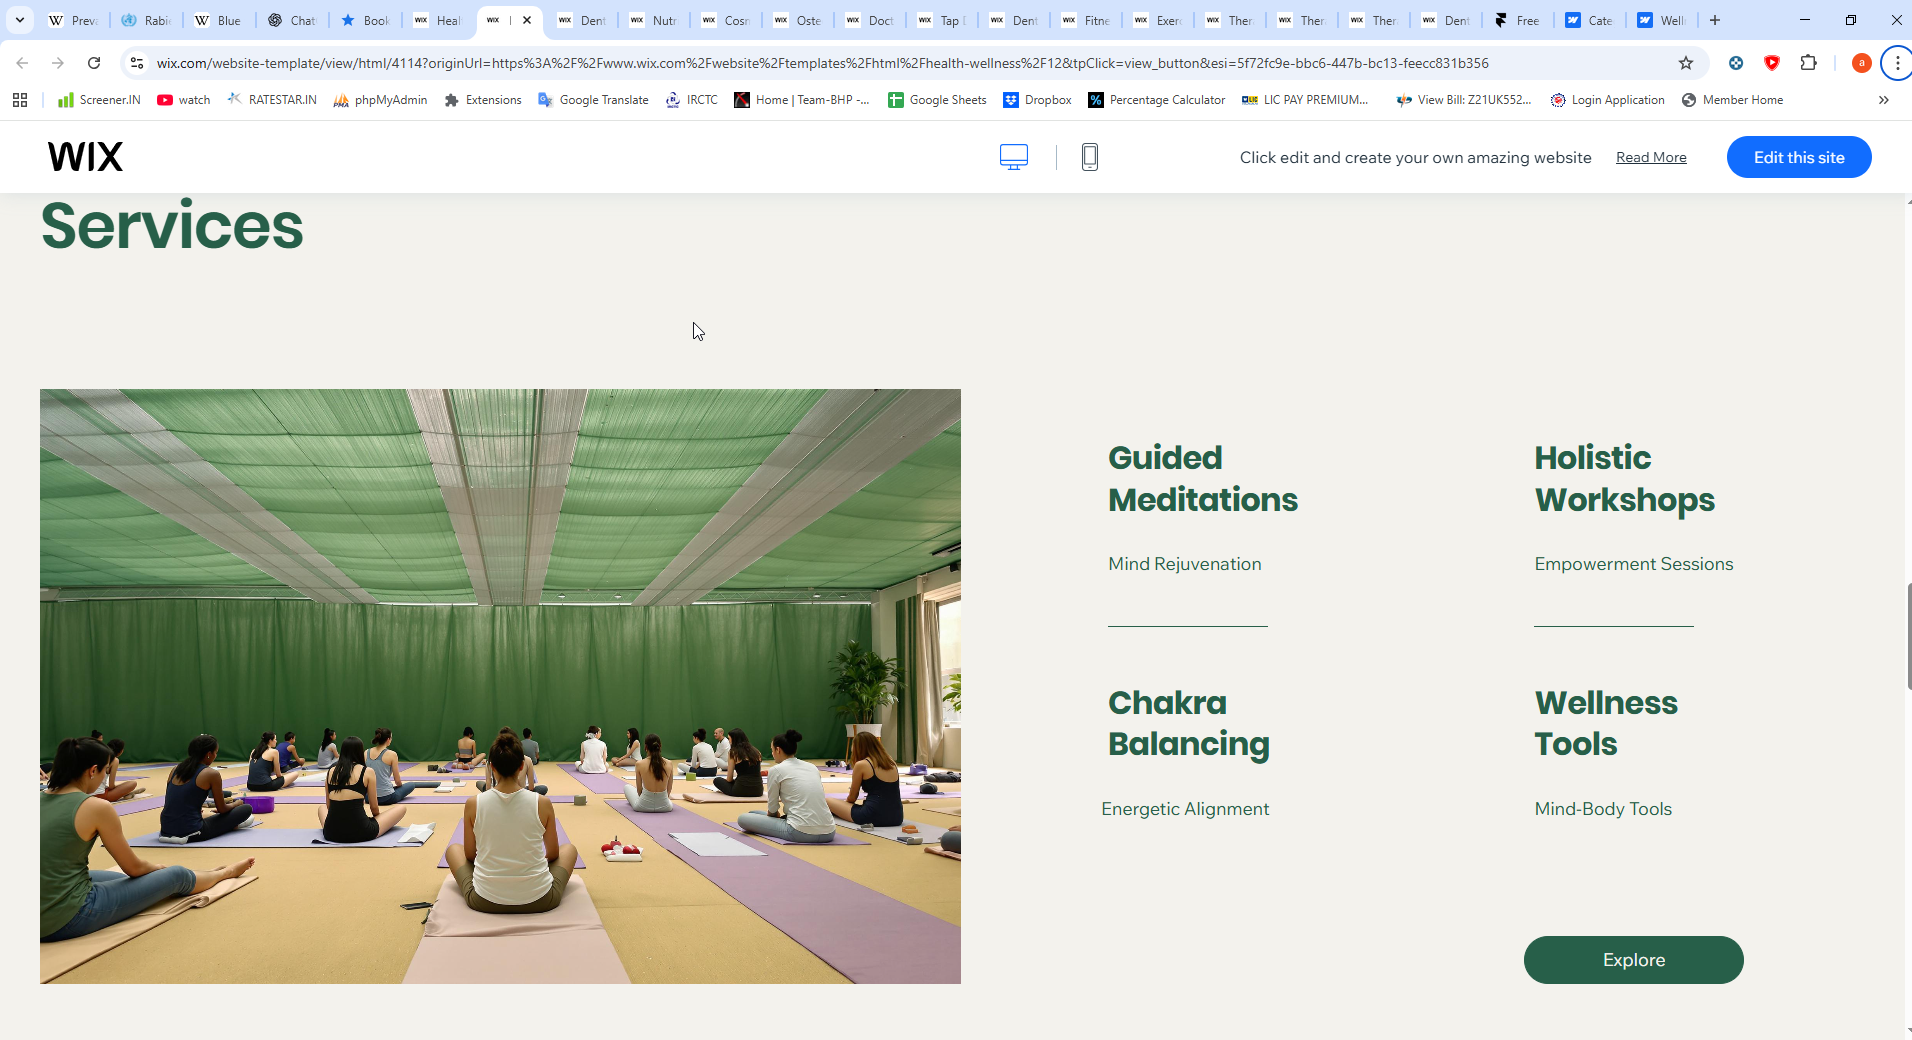 Preva
Rabi
Blue
Chat
Book
Heal
Dent
Nutr
Cosm
Oste
Doct
Tap
Dent
Fitne
Exerc
Ther
Ther
Ther
Dent
Free
Cate
Well
wix.com/website-template/view/html/4114?originUrl=https%3A%2F%2Fwww.wix.com%2Fwebsite%2Ftemplates%2Fhtml%2Fhealth-wellness%2F12&tpClick=view_button&esi=5f72fc9e-bbc6-447b-bc13-feecc831b356
Screener.IN watch RATESTAR.IN phpMyAdmin Extensions Google Translate IRCTC Home | Team-BHP -... Google Sheets Dropbox Percentage Calculator LIC PAY PREMIUM... View Bill: Z21UK552... Login Application Member Home
WIX
Click edit and create your own amazing website
Read More
Edit this site
Services
Guided
Meditations
Mind Rejuvenation
Holistic
Workshops
Empowerment Sessions
Chakra
Balancing
Energetic Alignment
Wellness
Tools
Mind-Body Tools
Explore